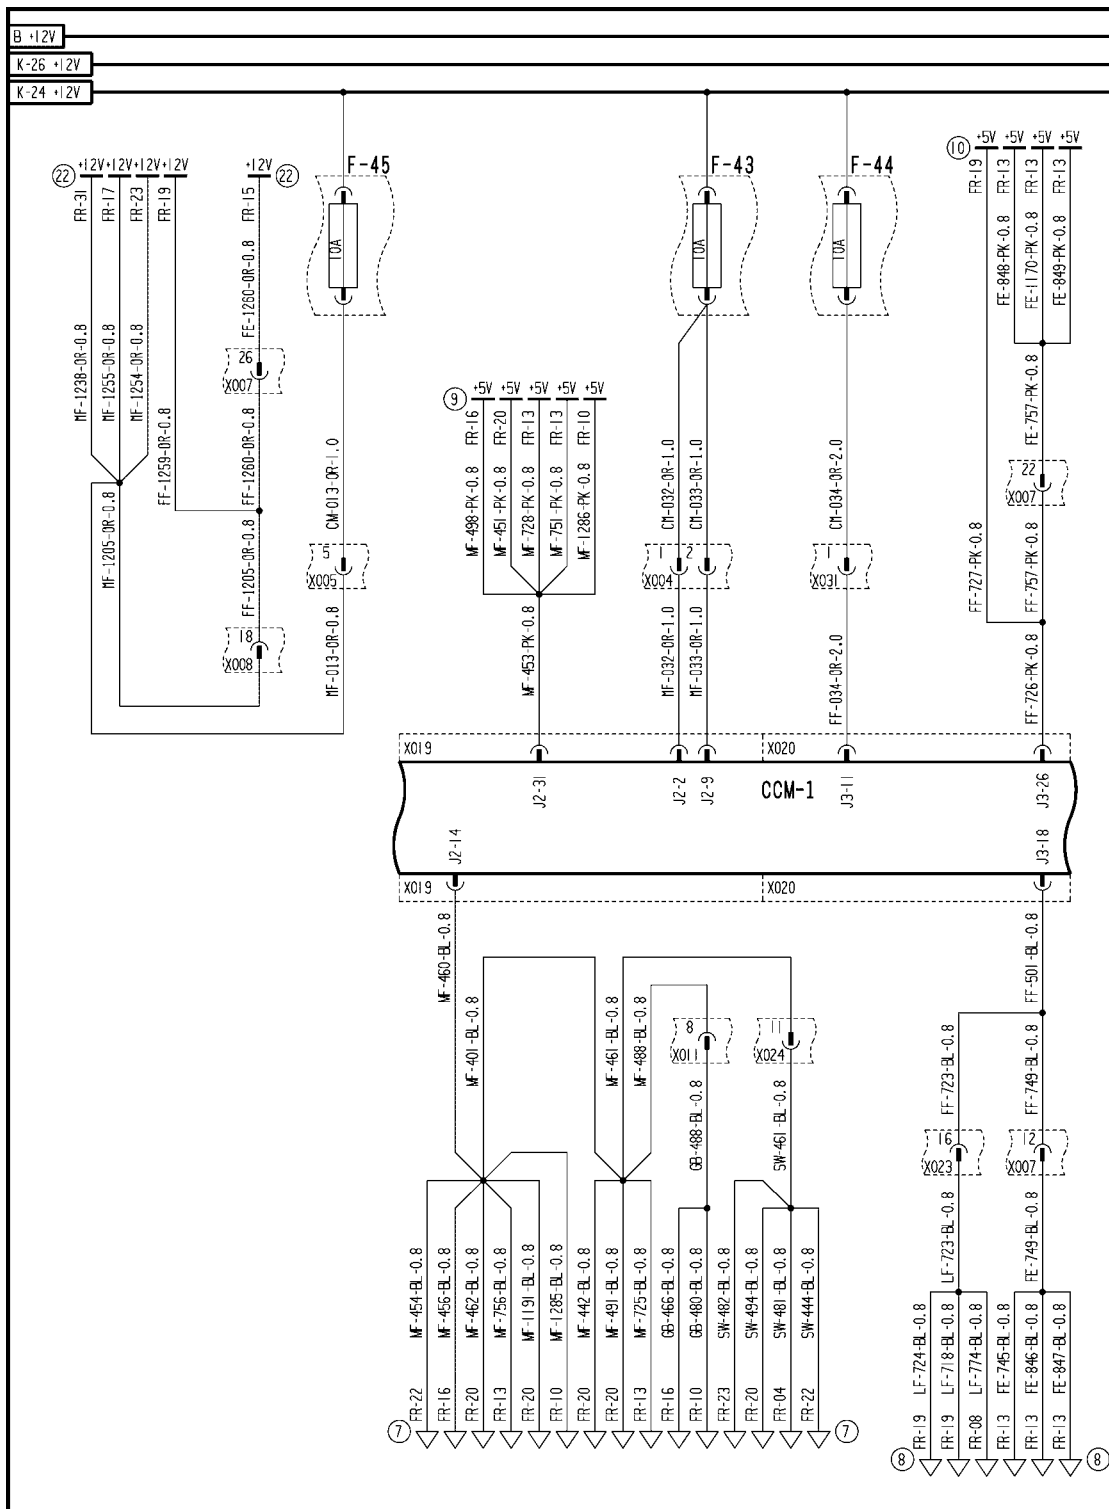 B +12V
K-26 +12V
K-24 +12V
22
+12V
+12V
+12V
+12V
+12V
22
FR-31
FR-17
FR-23
FR-19
FR-15
F-45
F-43
F-44
10A
10A
10A
10
+5V
+5V
+5V
+5V
FR-19
FR-13
FR-13
FR-13
FE-848-PK-0.8
FE-1170-PK-0.8
FE-849-PK-0.8
FE-1260-OR-0.8
MF-1238-OR-0.8
MF-1255-OR-0.8
MF-1254-OR-0.8
26
X007
FF-1259-OR-0.8
FF-1260-OR-0.8
9
+5V
+5V
+5V
+5V
+5V
FR-16
FR-20
FR-13
FR-13
FR-10
MF-498-PK-0.8
MF-451-PK-0.8
MF-728-PK-0.8
MF-751-PK-0.8
MF-1286-PK-0.8
FE-757-PK-0.8
22
X007
CM-013-OR-1.0
CM-032-OR-1.0
CM-033-OR-1.0
CM-034-OR-2.0
MF-1205-OR-0.8
FF-1205-OR-0.8
5
X005
1
2
X004
1
X031
FF-727-PK-0.8
FF-757-PK-0.8
18
X008
MF-013-OR-0.8
MF-453-PK-0.8
MF-032-OR-1.0
MF-033-OR-1.0
FF-034-OR-2.0
FF-726-PK-0.8
X019
X020
J2-31
J2-2
J2-9
CCM-1
J3-11
J3-26
J2-14
J3-18
X019
X020
MF-460-BL-0.8
MF-401-BL-0.8
MF-461-BL-0.8
MF-488-BL-0.8
8
X011
11
X024
FF-501-BL-0.8
FF-723-BL-0.8
FF-749-BL-0.8
GB-488-BL-0.8
SW-461-BL-0.8
16
X023
12
X007
LF-723-BL-0.8
FE-749-BL-0.8
MF-454-BL-0.8
MF-456-BL-0.8
MF-462-BL-0.8
MF-756-BL-0.8
MF-1191-BL-0.8
MF-1285-BL-0.8
MF-442-BL-0.8
MF-491-BL-0.8
MF-725-BL-0.8
GB-466-BL-0.8
GB-480-BL-0.8
SW-482-BL-0.8
SW-494-BL-0.8
SW-481-BL-0.8
SW-444-BL-0.8
LF-724-BL-0.8
LF-718-BL-0.8
LF-774-BL-0.8
FE-745-BL-0.8
FE-846-BL-0.8
FE-847-BL-0.8
7
FR-22
FR-16
FR-20
FR-13
FR-20
FR-10
FR-20
FR-20
FR-13
FR-16
FR-10
FR-23
FR-20
FR-04
FR-22
7
8
FR-19
FR-19
FR-08
FR-13
FR-13
FR-13
8